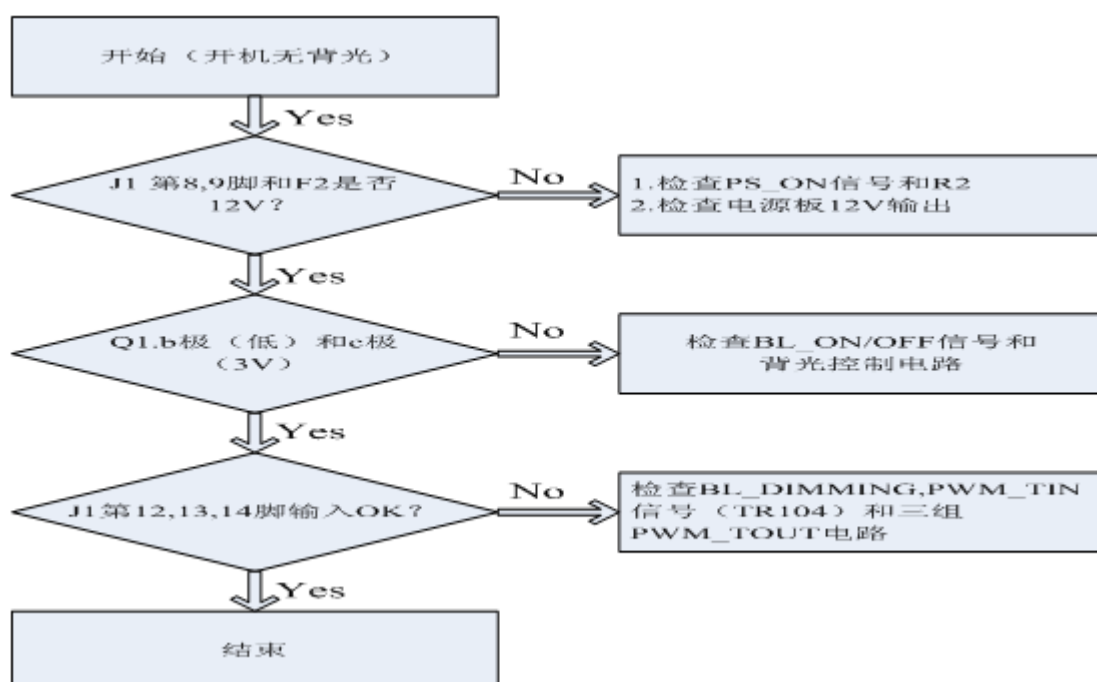 开始（开机无背光）
Yes
J1 第8,9脚和F2是否
12V？
No
1.检查PS_ON信号和R2
2.检查电源板12V输出
Yes
Q1.b极（低）和c极
（3V）
No
检查BL_ON/OFF信号和
背光控制电路
Yes
J1第12,13,14脚输入OK？
No
检查BL_DIMMING,PWM_TIN
信号（TR104）和三组
PWM_TOUT电路
Yes
结束